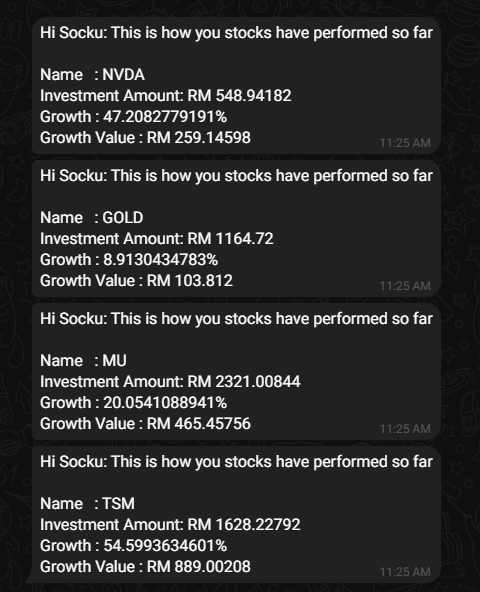 Hi Socku: This is how you stocks have performed so far
Name : NVDA
Investment Amount: RM 548.94182
Growth : 47.2082779191%
Growth Value : RM 259.14598
11:25 AM
Hi Socku: This is how you stocks have performed so far
Name : GOLD
Investment Amount: RM 1164.72
Growth : 8.9130434783%
Growth Value : RM 103.812
11:25 AM
Hi Socku: This is how you stocks have performed so far
Name : MU
Investment Amount: RM 2321.00844
Growth : 20.0541088941%
Growth Value : RM 465.45756
11:25 AM
Hi Socku: This is how you stocks have performed so far
Name : TSM
Investment Amount: RM 1628.22792
Growth : 54.5993634601%
Growth Value : RM 889.00208
11:25 AM